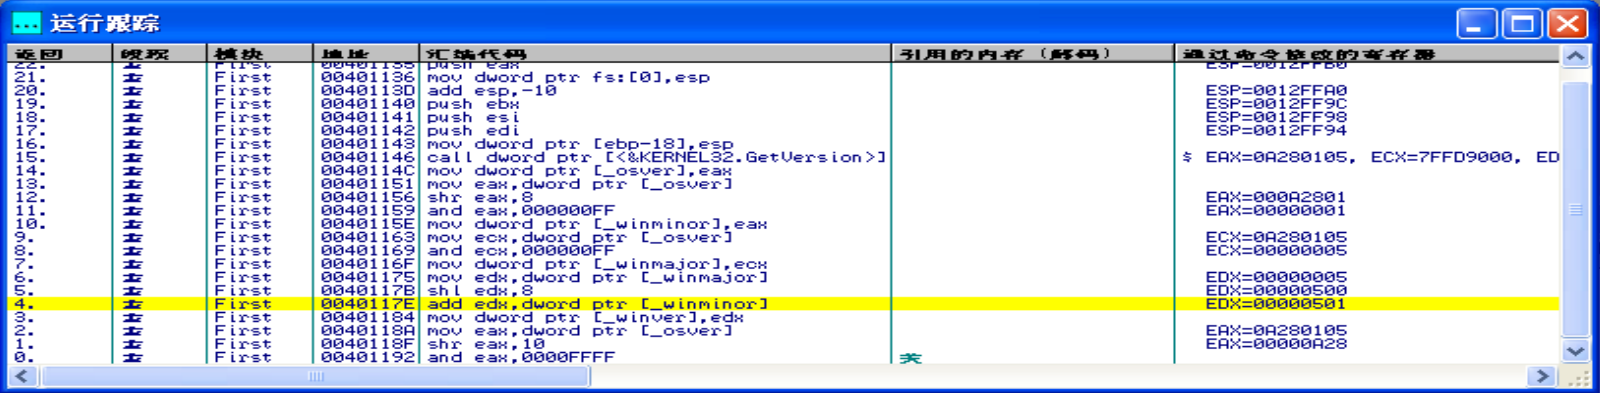 运行跟踪
返回 线程 模块 地址 汇编代码 引用的内存 (解码) 通过命令修改的寄存器
22. 主 First 00401135 push eax ESP=0012FFB0
21. 主 First 00401136 mov dword ptr fs:[0],esp
20. 主 First 0040113D add esp,-10 ESP=0012FFA0
19. 主 First 00401140 push ebx ESP=0012FF9C
18. 主 First 00401141 push esi ESP=0012FF98
17. 主 First 00401142 push edi ESP=0012FF94
16. 主 First 00401143 mov dword ptr [ebp-18],esp
15. 主 First 00401146 call dword ptr [<&KERNEL32.GetVersion>] $ EAX=0A280105, ECX=7FFD9000, ED
14. 主 First 0040114C mov dword ptr [_osver],eax
13. 主 First 00401151 mov eax,dword ptr [_osver]
12. 主 First 00401156 shr eax,8 EAX=000A2801
11. 主 First 00401159 and eax,000000FF EAX=00000001
10. 主 First 0040115E mov dword ptr [_winminor],eax
9. 主 First 00401163 mov ecx,dword ptr [_osver] ECX=0A280105
8. 主 First 00401169 and ecx,000000FF ECX=00000005
7. 主 First 0040116F mov dword ptr [_winmajor],ecx
6. 主 First 00401175 mov edx,dword ptr [_winmajor] EDX=00000005
5. 主 First 0040117B shl edx,8 EDX=00000500
4. 主 First 0040117E add edx,dword ptr [_winminor] EDX=00000501
3. 主 First 00401184 mov dword ptr [_winver],edx
2. 主 First 0040118A mov eax,dword ptr [_osver] EAX=0A280105
1. 主 First 0040118F shr eax,10 EAX=00000A28
0. 主 First 00401192 and eax,0000FFFF